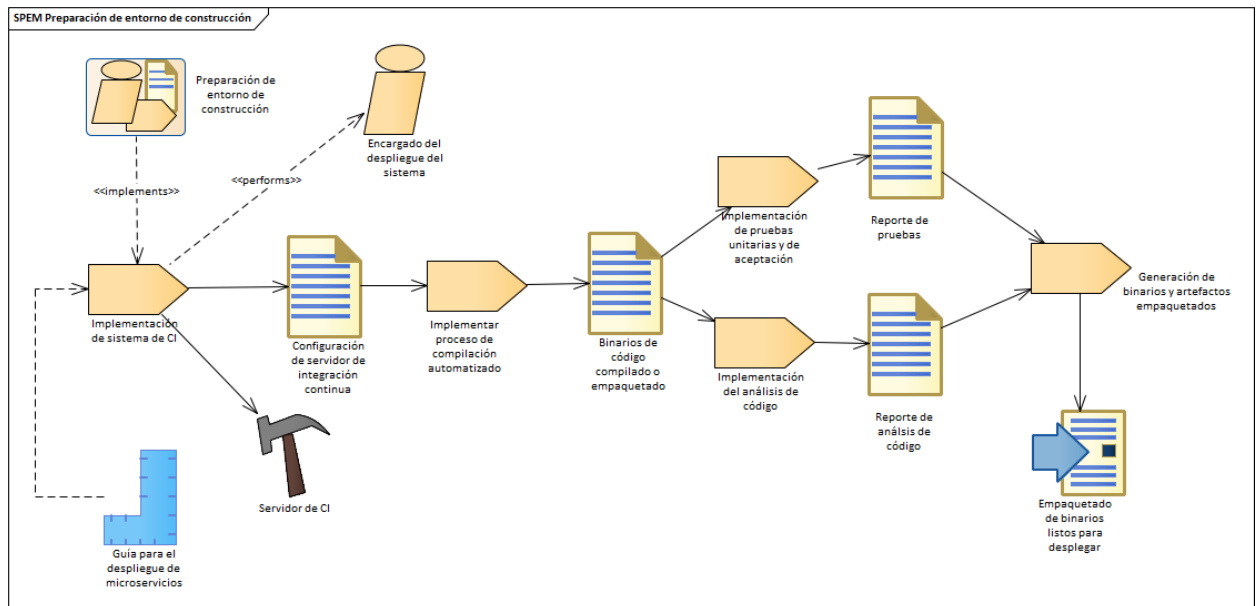 SPEM Preparación de entorno de construcción
Preparación de
entorno de
construcción
Encargado del
despliegue del
sistema
<<implements>>
<<performs>>
Implementación
de pruebas
unitarias y de
aceptación
Reporte de
pruebas
Generación de
binarios y artefactos
empaquetados
Implementación
de sistema de CI
Configuración
de servidor de
integración
continua
Implementar
proceso de
compilación
automatizado
Binarios de
código
compilado o
empaquetado
Implementación
del análisis de
código
Reporte de
análsis de
código
Servidor de CI
Empaquetado
de binarios
listos para
desplegar
Guia para el
despliegue de
microservicios